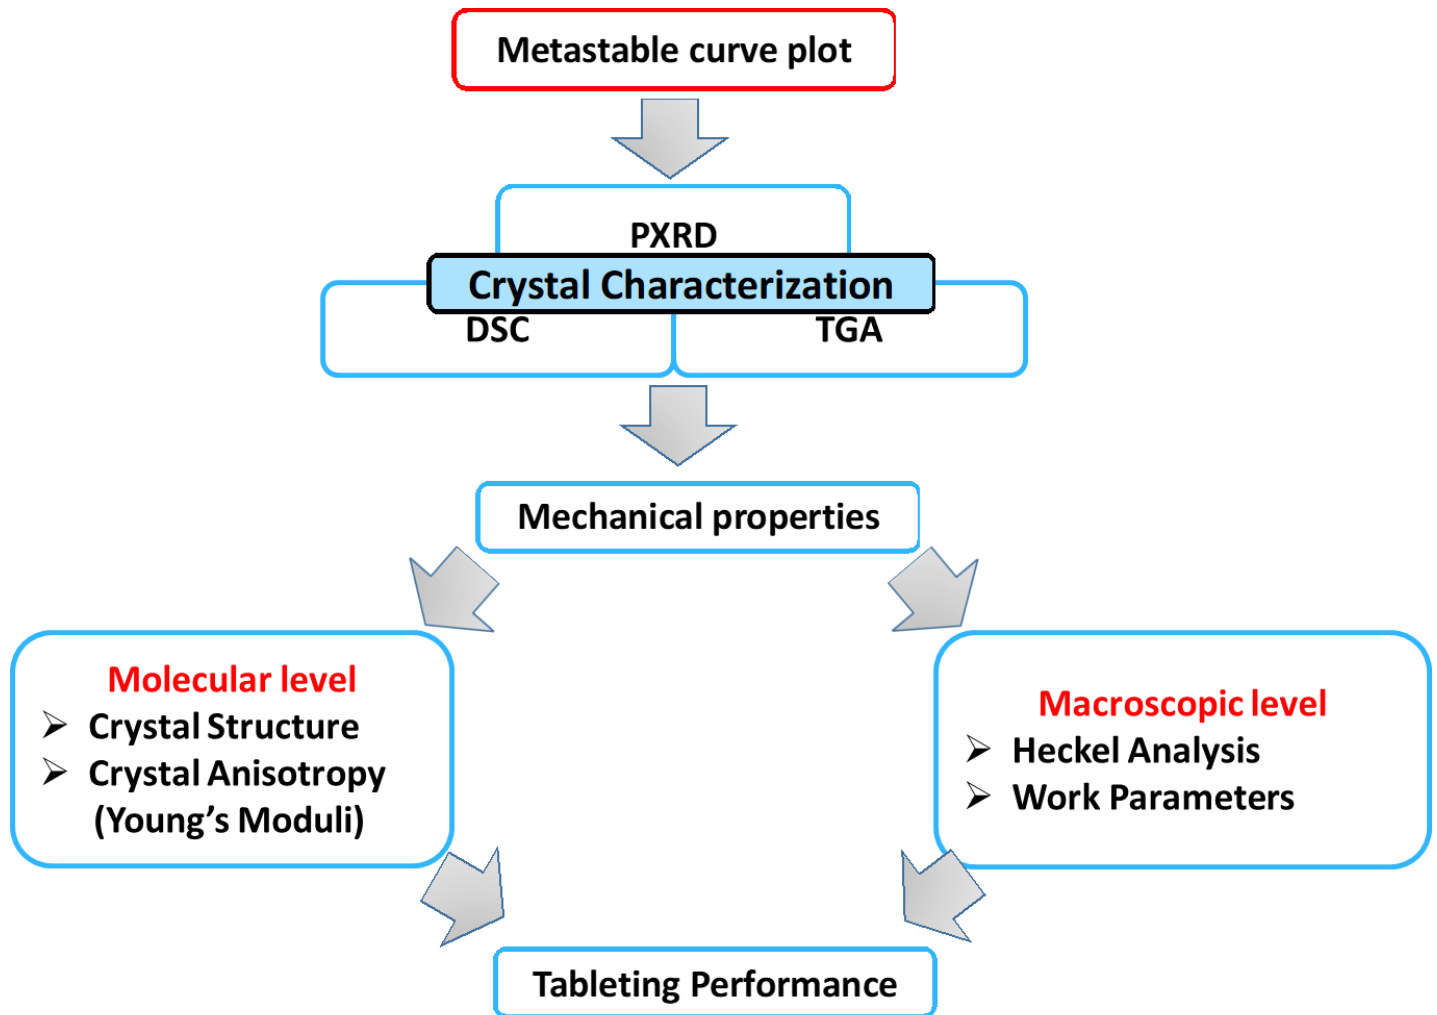 Metastable curve plot
PXRD
Crystal Characterization
DSC
TGA
Mechanical properties
Molecular level
➢ Crystal Structure
➢ Crystal Anisotropy
(Young’s Moduli)
Macroscopic level
➢ Heckel Analysis
➢ Work Parameters
Tableting Performance